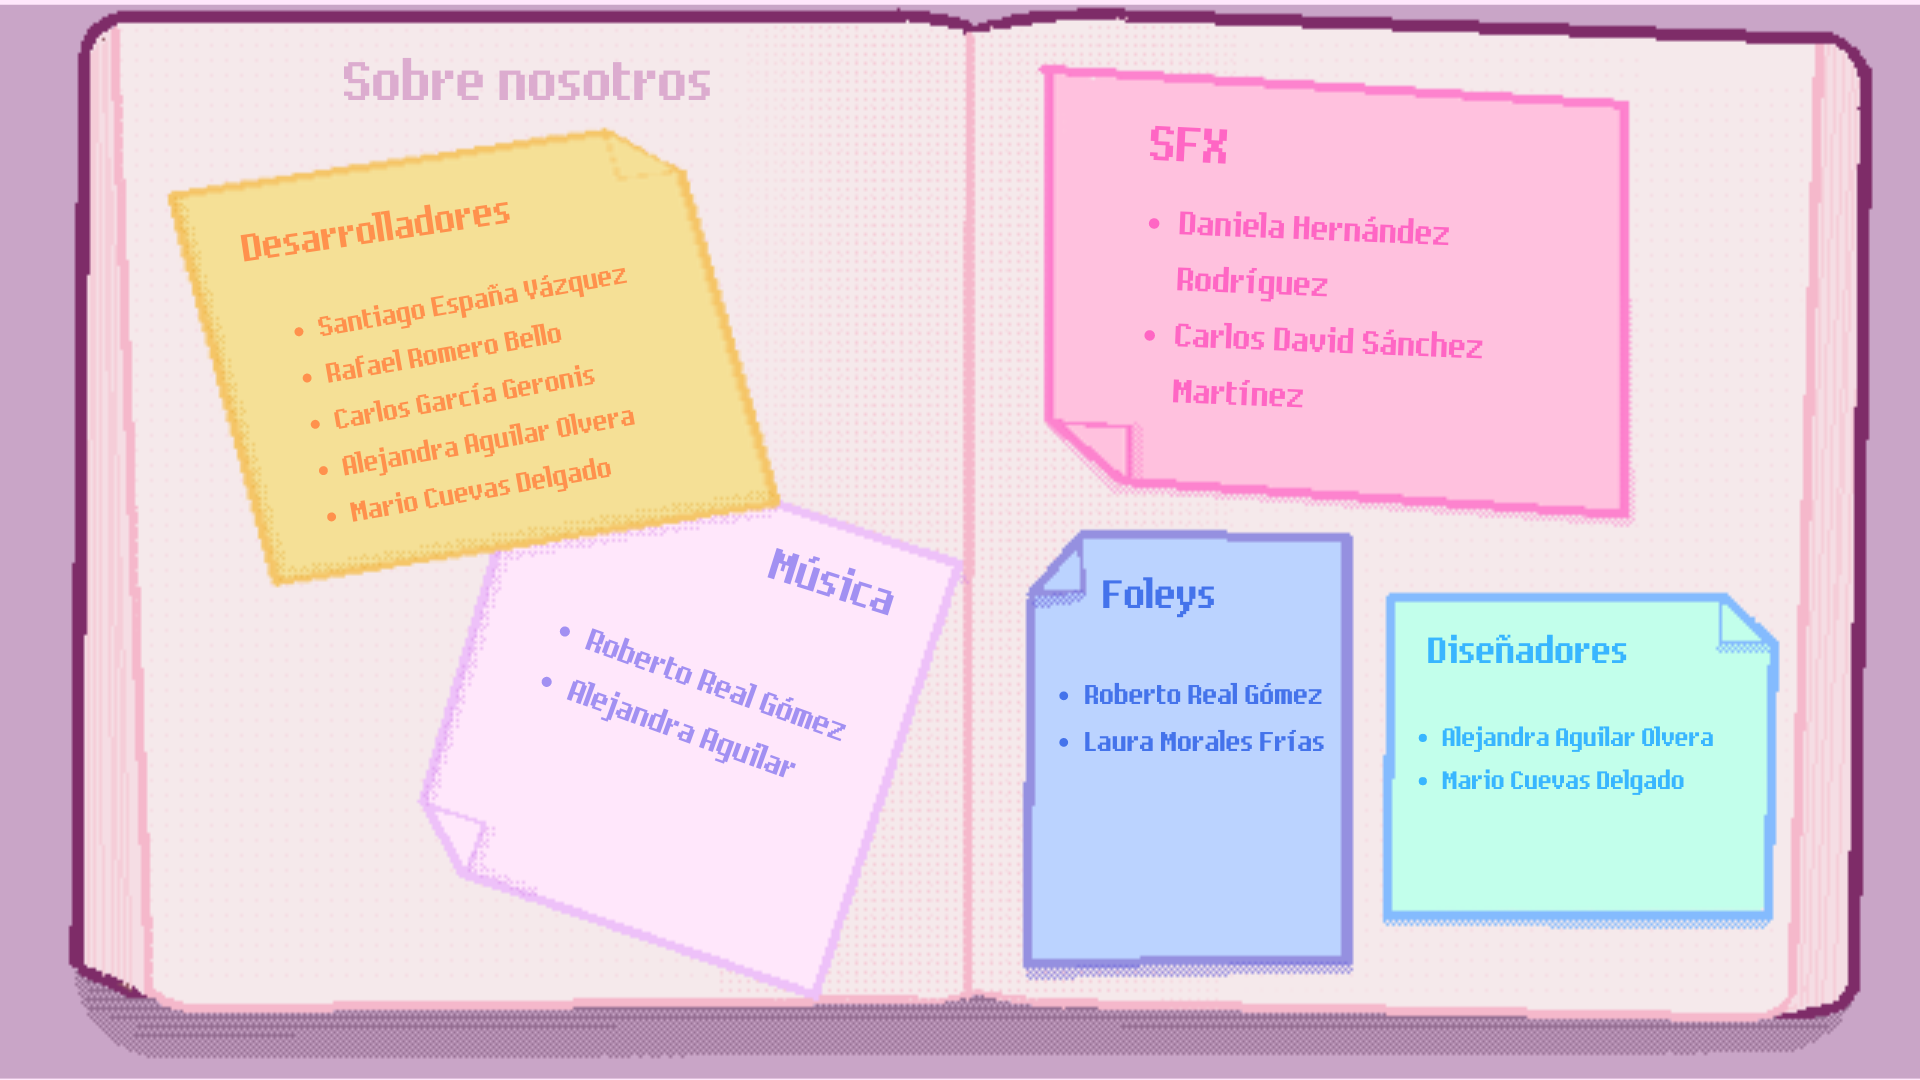 Sobre nosotros
Desarrolladores
• Santiago España Vázquez
• Rafael Romero Bello
• Carlos García Geronis
• Alejandra Aguilar Olvera
• Mario Cuevas Delgado
Música
• Roberto Real Gómez
• Alejandra Aguilar
SFX
• Daniela Hernández
Rodríguez
• Carlos David Sánchez
Martínez
Foleys
• Roberto Real Gómez
• Laura Morales Frías
Diseñadores
• Alejandra Aguilar Olvera
• Mario Cuevas Delgado